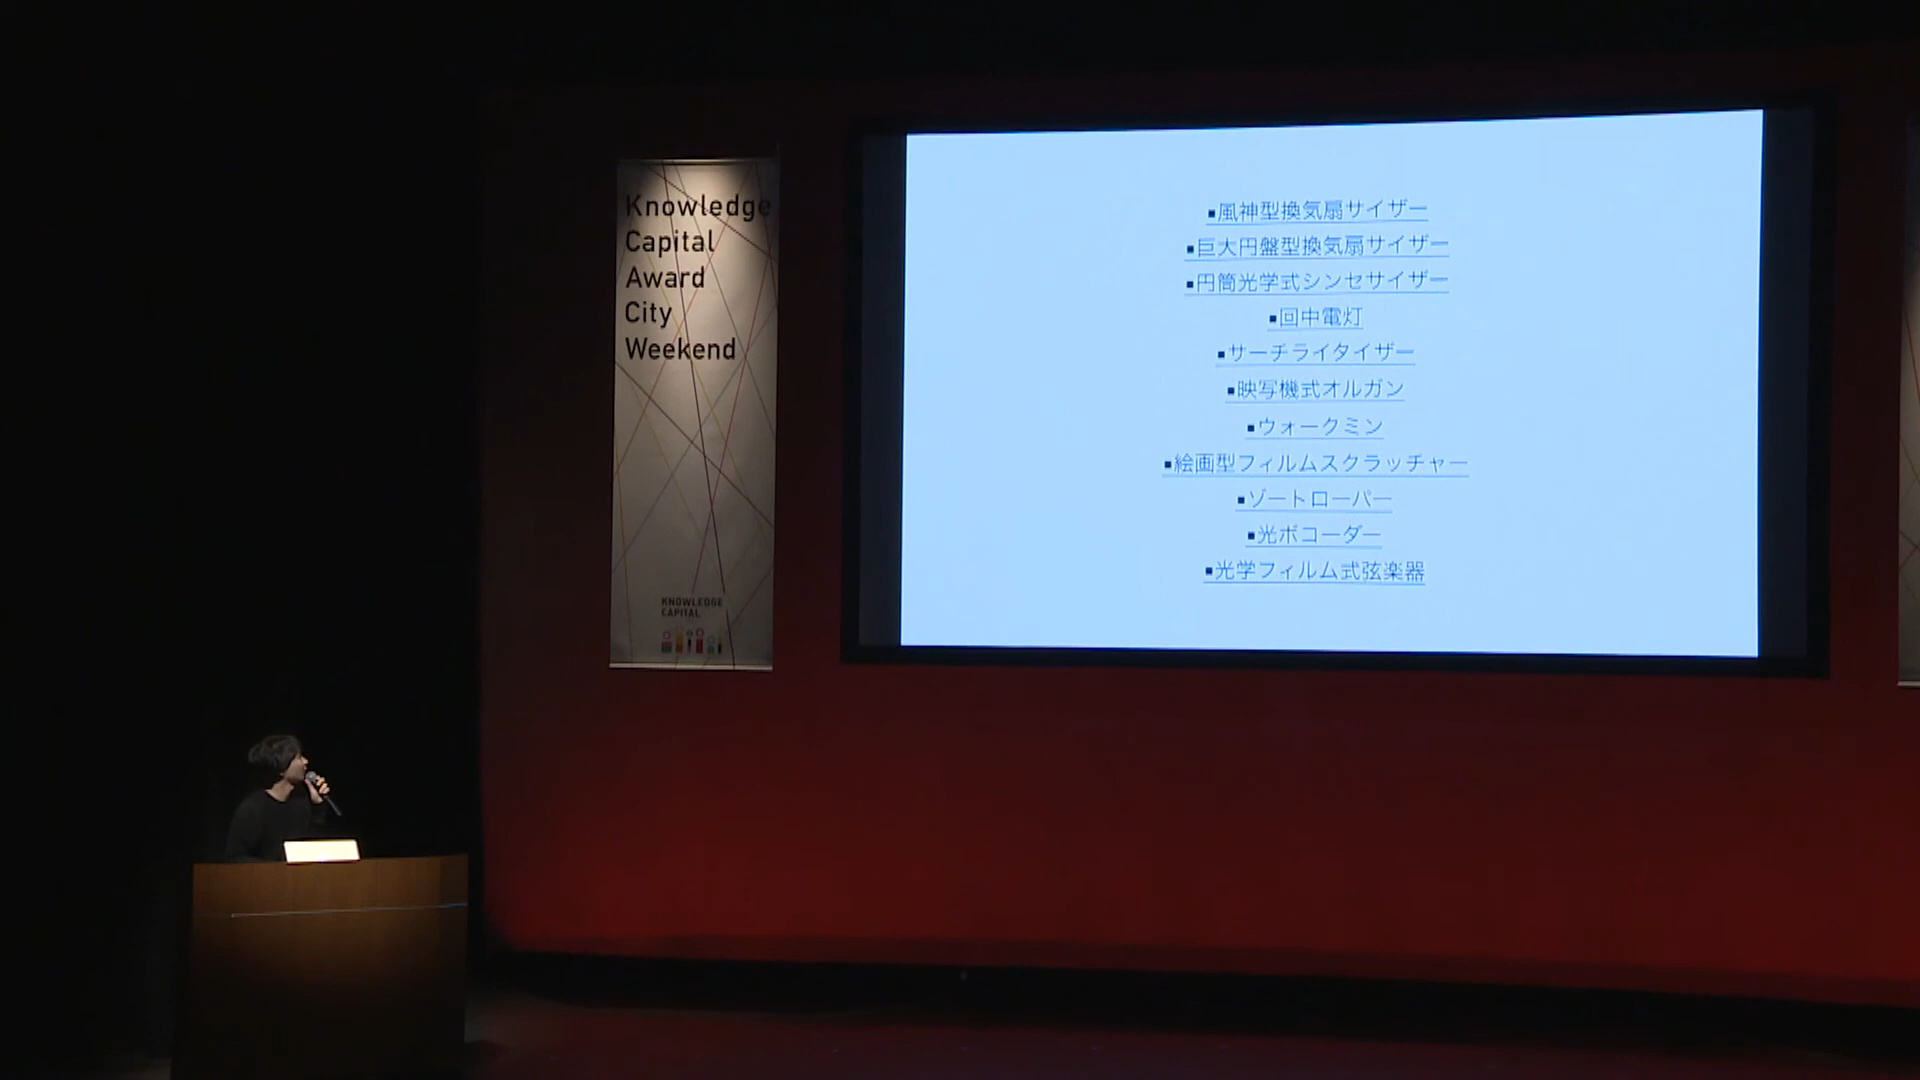 Knowledge
Capital
Award
City
Weekend
KNOWLEDGE
CAPITAL
▪風神型換気扇サイザー
▪巨大円盤型換気扇サイザー
▪円筒光学式シンセサイザー
▪回中電灯
▪サーチライタイザー
▪映写機式オルガン
▪ウォークミン
▪絵画型フィルムスクラッチャー
▪ゾートローパー
▪光ボコーダー
▪光学フィルム式弦楽器